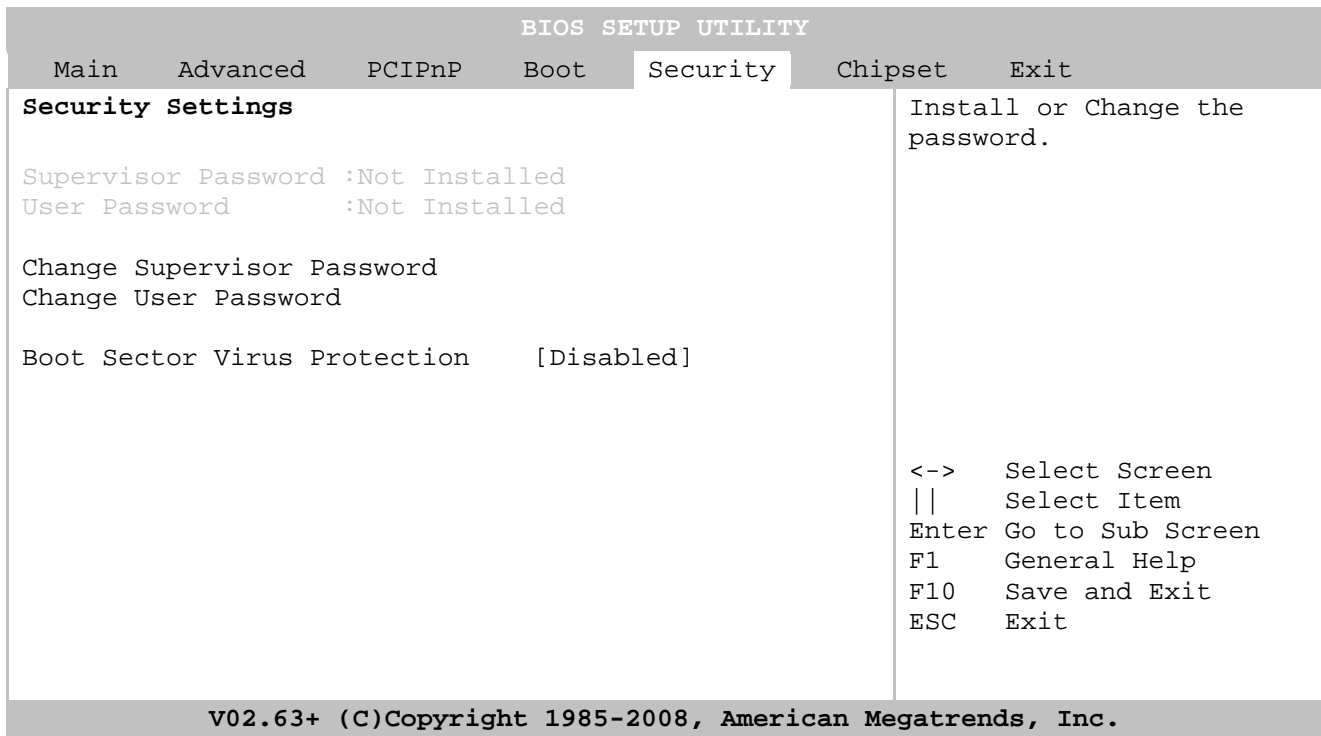 BIOS SETUP UTILITY
Main Advanced PCIPnP Boot Security Chipset Exit
Security Settings
Supervisor Password :Not Installed
User Password :Not Installed
Change Supervisor Password
Change User Password
Boot Sector Virus Protection [Disabled]
Install or Change the
password.
<-> Select Screen
|| Select Item
Enter Go to Sub Screen
F1 General Help
F10 Save and Exit
ESC Exit
V02.63+ (C)Copyright 1985-2008, American Megatrends, Inc.